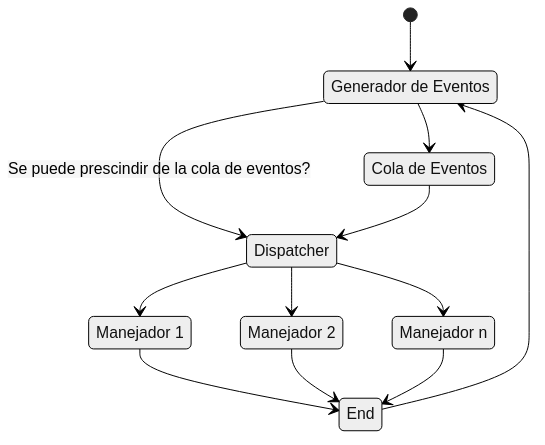 Generador de Eventos
Se puede prescindir de la cola de eventos?
Cola de Eventos
Dispatcher
Manejador 1
Manejador 2
Manejador n
End